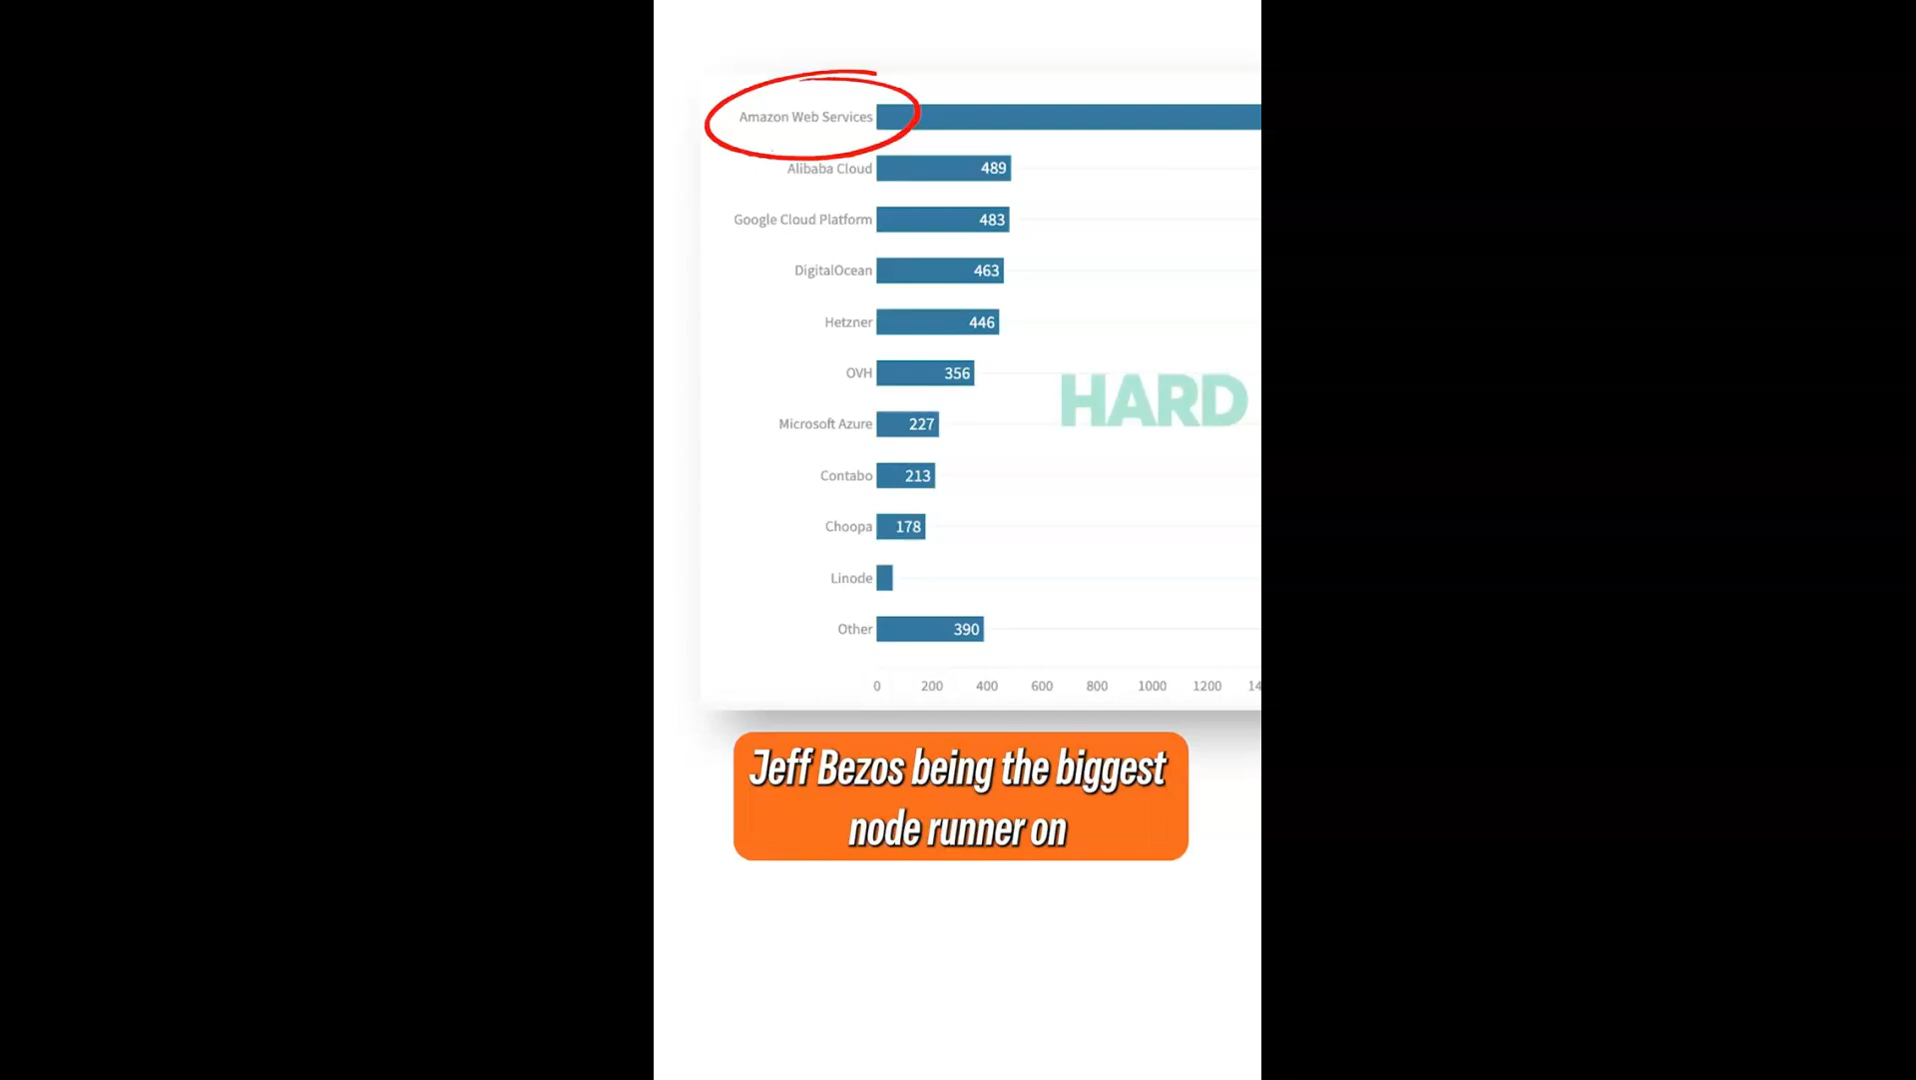 Amazon Web Services
Alibaba Cloud 489
Google Cloud Platform 483
DigitalOcean 463
Hetzner 446
OVH 356
HARD
Microsoft Azure 227
Contabo 213
Choopa 178
Linode
Other 390
0 200 400 600 800 1000 1200 14
Jeff Bezos being the biggest
node runner on